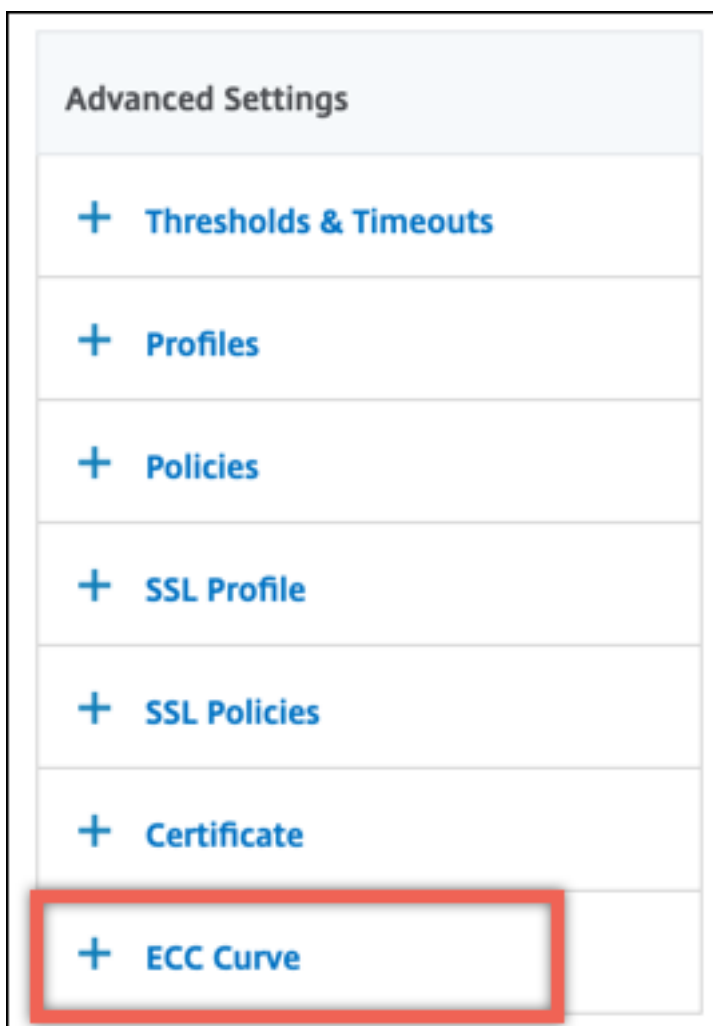 Advanced Settings
+ Thresholds & Timeouts
+ Profiles
+ Policies
+ SSL Profile
+ SSL Policies
+ Certificate
+ ECC Curve